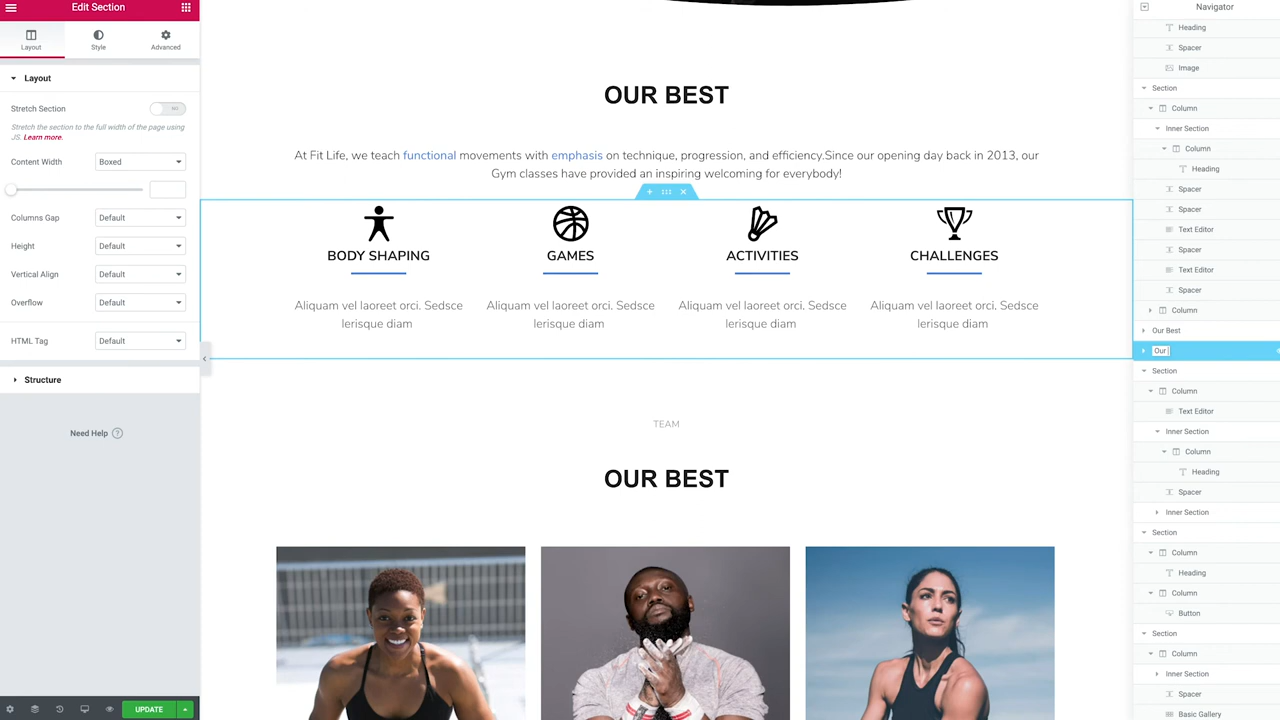 Edit Section
Layout
Style
Advanced
Layout
Stretch Section
NO
Stretch the section to the full width of the page using
JS. Learn more.
Content Width
Boxed
Columns Gap
Default
Height
Default
Vertical Align
Default
Overflow
Default
HTML Tag
Default
Structure
Need Help
?
UPDATE
OUR BEST
At Fit Life, we teach functional movements with emphasis on technique, progression, and efficiency.Since our opening day back in 2013, our
Gym classes have provided an inspiring welcoming for everybody!
BODY SHAPING
GAMES
ACTIVITIES
CHALLENGES
Aliquam vel laoreet orci. Sedsce
lerisque diam
Aliquam vel laoreet orci. Sedsce
lerisque diam
Aliquam vel laoreet orci. Sedsce
lerisque diam
Aliquam vel laoreet orci. Sedsce
lerisque diam
TEAM
OUR BEST
Navigator
Heading
Spacer
Image
Section
Column
Inner Section
Column
Heading
Spacer
Spacer
Text Editor
Spacer
Text Editor
Spacer
Column
Our Best
Our
Section
Column
Text Editor
Inner Section
Column
Heading
Spacer
Inner Section
Section
Column
Heading
Column
Button
Section
Column
Inner Section
Spacer
Basic Gallery